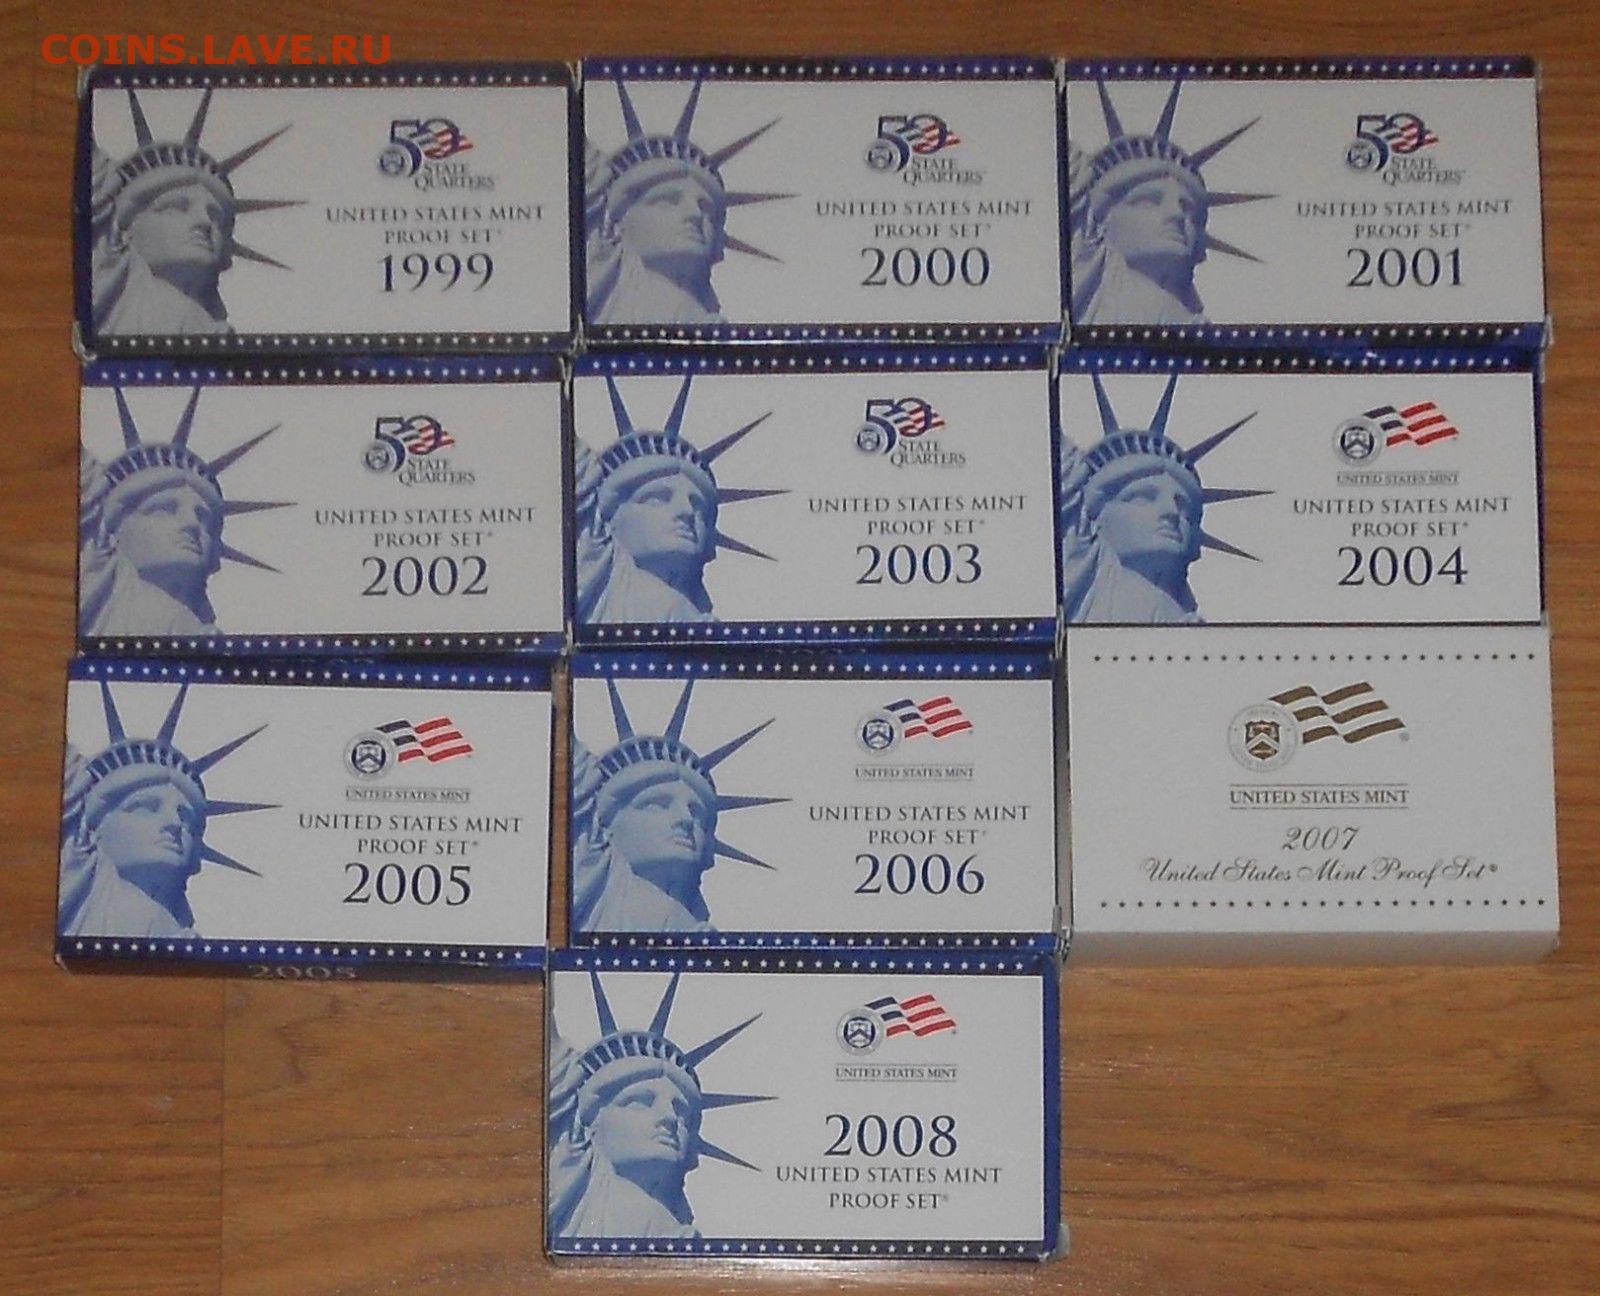 COINS.LAVE.RU
50
STATE
QUARTERS
UNITED STATES MINT
PROOF SET®
1999
50
STATE
QUARTERS
UNITED STATES MINT
PROOF SET®
2000
50
STATE
QUARTERS
UNITED STATES MINT
PROOF SET®
2001
50
STATE
QUARTERS
UNITED STATES MINT
PROOF SET®
2002
50
STATE
QUARTERS
UNITED STATES MINT
PROOF SET®
2003
UNITED STATES MINT
UNITED STATES MINT
PROOF SET®
2004
UNITED STATES MINT
UNITED STATES MINT
PROOF SET®
2005
2005
UNITED STATES MINT
UNITED STATES MINT
PROOF SET®
2006
UNITED STATES MINT
2007
United States Mint Proof Set®
UNITED STATES MINT
2008
UNITED STATES MINT
PROOF SET®